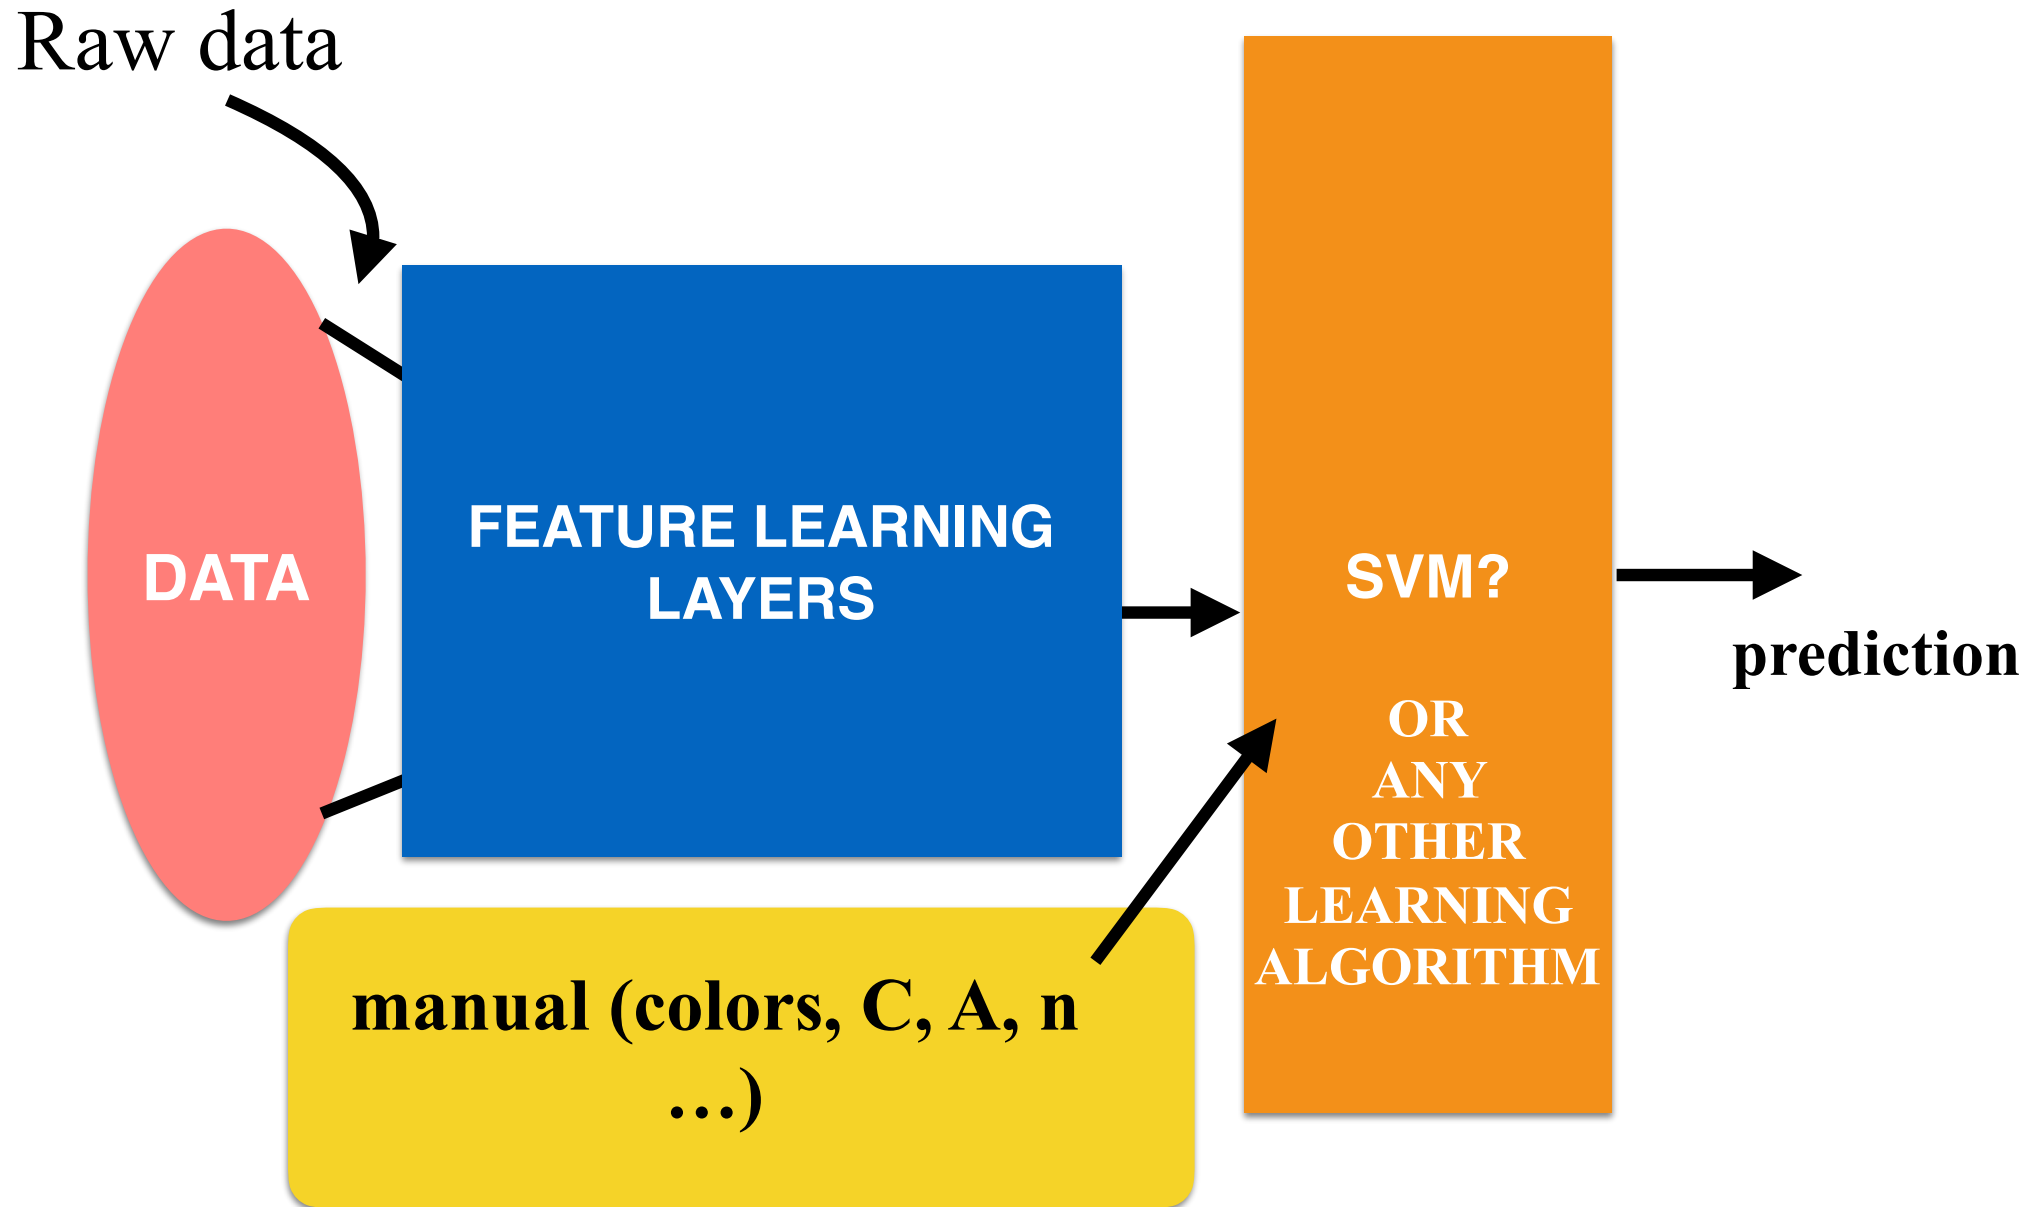 Raw data
DATA
FEATURE LEARNING
LAYERS
SVM?
OR
ANY
OTHER
LEARNING
ALGORITHM
prediction
manual (colors, C, A, n
…)